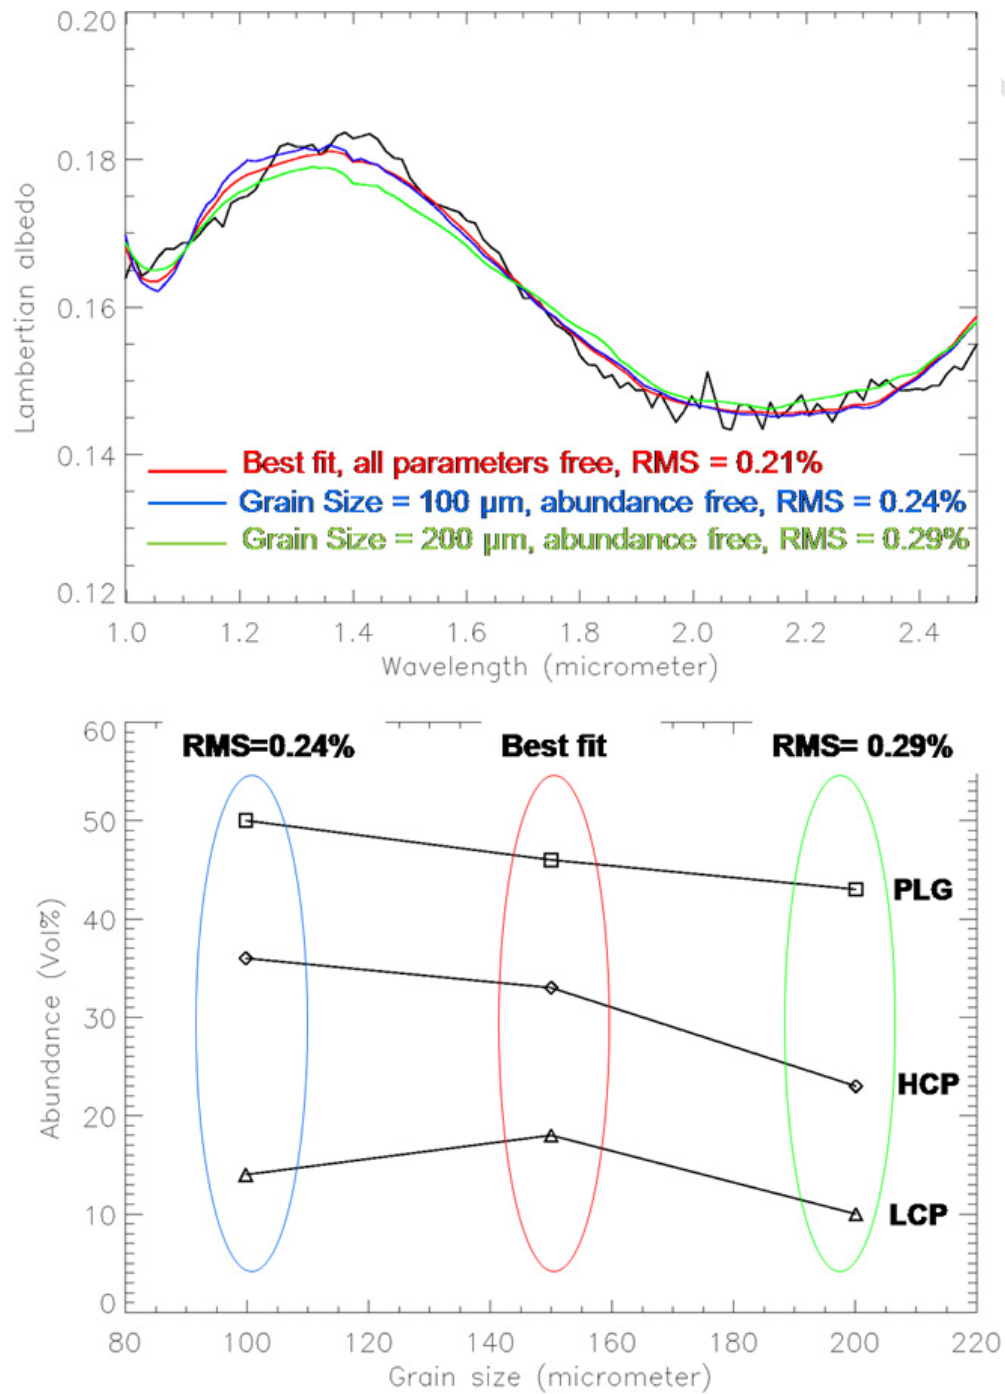 0.20
0.18
0.16
0.14
0.12
Lambertian albedo
Best fit, all parameters free, RMS = 0.21%
Grain Size = 100 µm, abundance free, RMS = 0.24%
Grain Size = 200 µm, abundance free, RMS = 0.29%
1.0 1.2 1.4 1.6 1.8 2.0 2.2 2.4
Wavelength (micrometer)
60
50
40
30
20
10
0
Abundance (Vol%)
RMS=0.24% Best fit RMS= 0.29%
PLG
HCP
LCP
80 100 120 140 160 180 200 220
Grain size (micrometer)